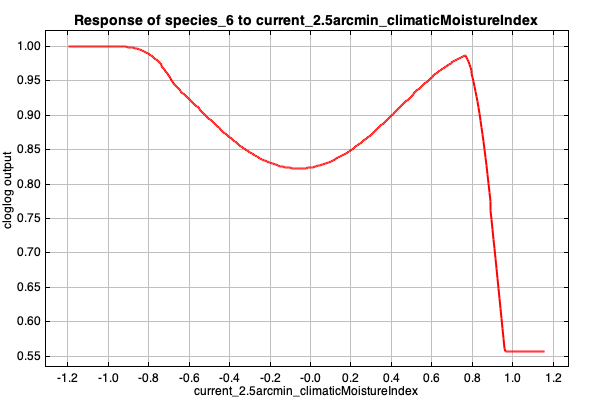 Response of species_6 to current_2.5arcmin_climaticMoistureIndex
1.00
0.95
0.90
0.85
0.80
0.75
0.70
0.65
0.60
0.55
cloglog output
-1.2 -1.0 -0.8 -0.6 -0.4 -0.2 -0.0 0.2 0.4 0.6 0.8 1.0 1.2
current_2.5arcmin_climaticMoistureIndex